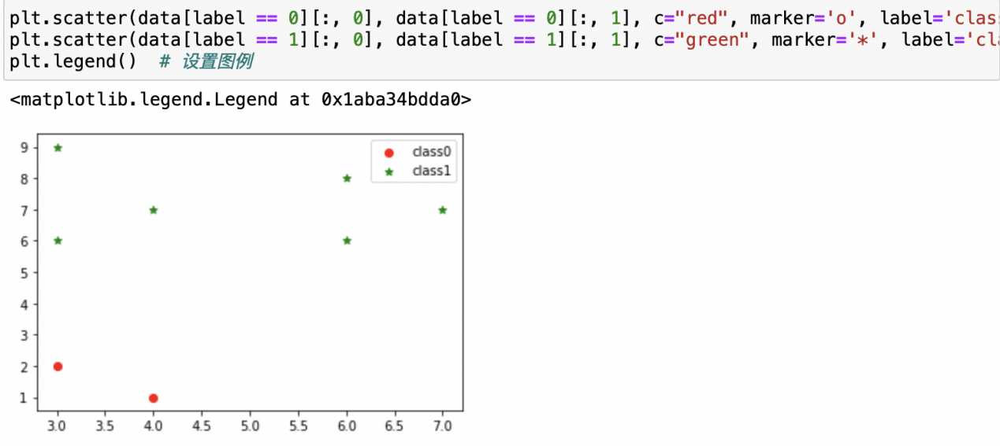 plt.scatter(data[label == 0][:, 0], data[label == 0][:, 1], c="red", marker='o', label='clas
plt.scatter(data[label == 1][:, 0], data[label == 1][:, 1], c="green", marker='*', label='cl
plt.legend()  # 设置图例
<matplotlib.legend.Legend at 0x1aba34bdda0>
class0
class1
9
8
7
6
5
4
3
2
1
3.0 3.5 4.0 4.5 5.0 5.5 6.0 6.5 7.0